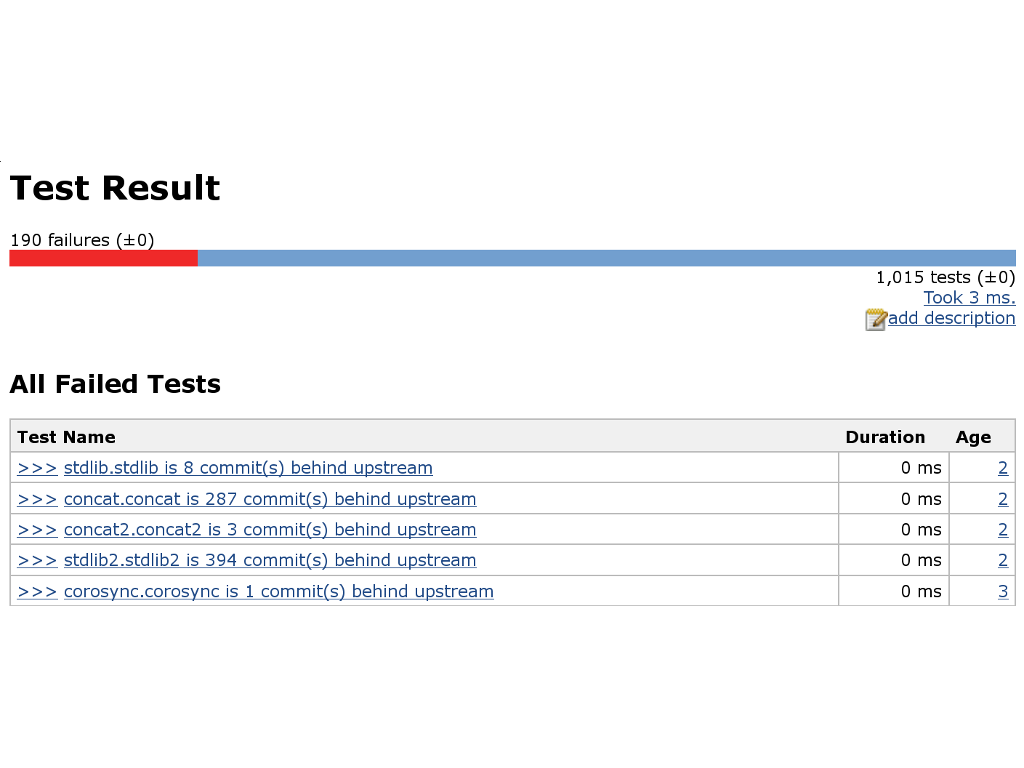 Test Result
190 failures (±0)
1,015 tests (±0)
Took 3 ms.
add description
All Failed Tests
Test Name Duration Age
>>> stdlib.stdlib is 8 commit(s) behind upstream 0 ms 2
>>> concat.concat is 287 commit(s) behind upstream 0 ms 2
>>> concat2.concat2 is 3 commit(s) behind upstream 0 ms 2
>>> stdlib2.stdlib2 is 394 commit(s) behind upstream 0 ms 2
>>> corosync.corosync is 1 commit(s) behind upstream 0 ms 3